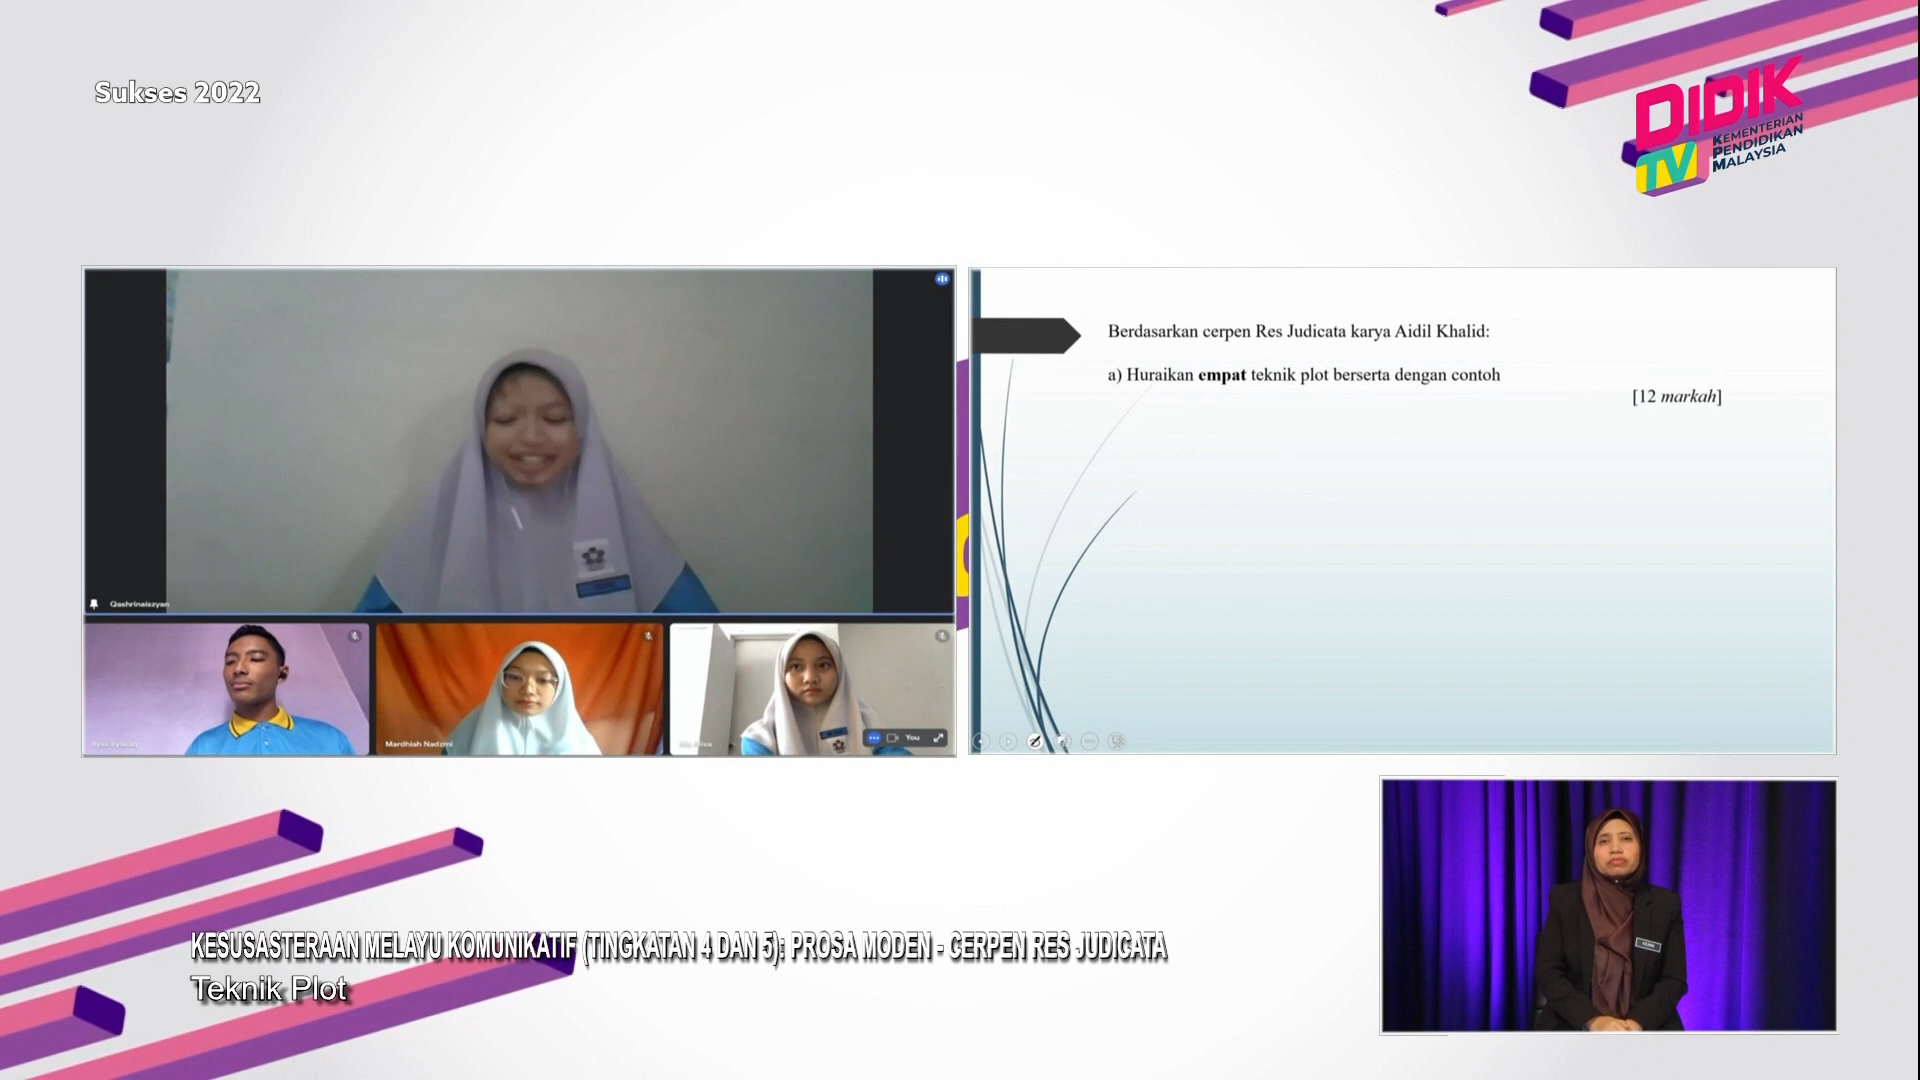 Sukses 2022
DIDIK
TV
KEMENTERIAN
PENDIDIKAN
MALAYSIA
Qashrinaiszyan
Mardhiah Nadzmi
You
Berdasarkan cerpen Res Judicata karya Aidil Khalid:
a) Huraikan empat teknik plot berserta dengan contoh
[12 markah]
KESUSASTERAAN MELAYU KOMUNIKATIF (TINGKATAN 4 DAN 5): PROSA MODEN - CERPEN RES JUDICATA
Teknik Plot